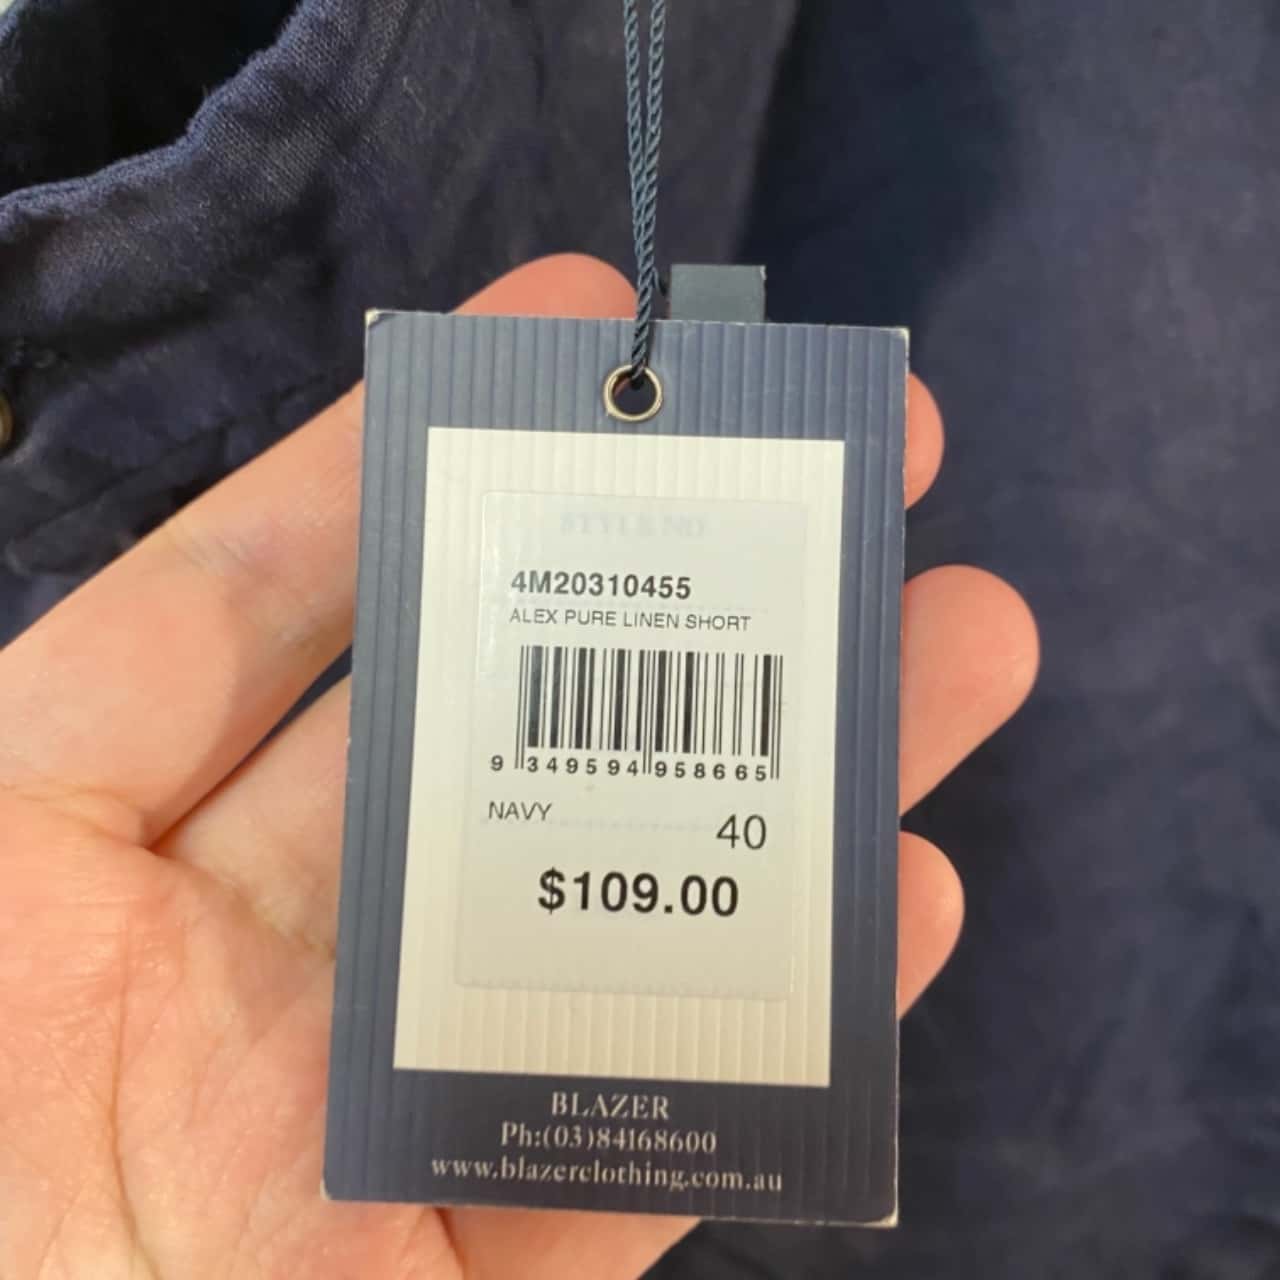 STYLE NO
4M20310455
ALEX PURE LINEN SHORT
9 349594 958665
NAVY
40
$109.00
BLAZER
Ph:(03)84168600
www.blazerclothing.com.au